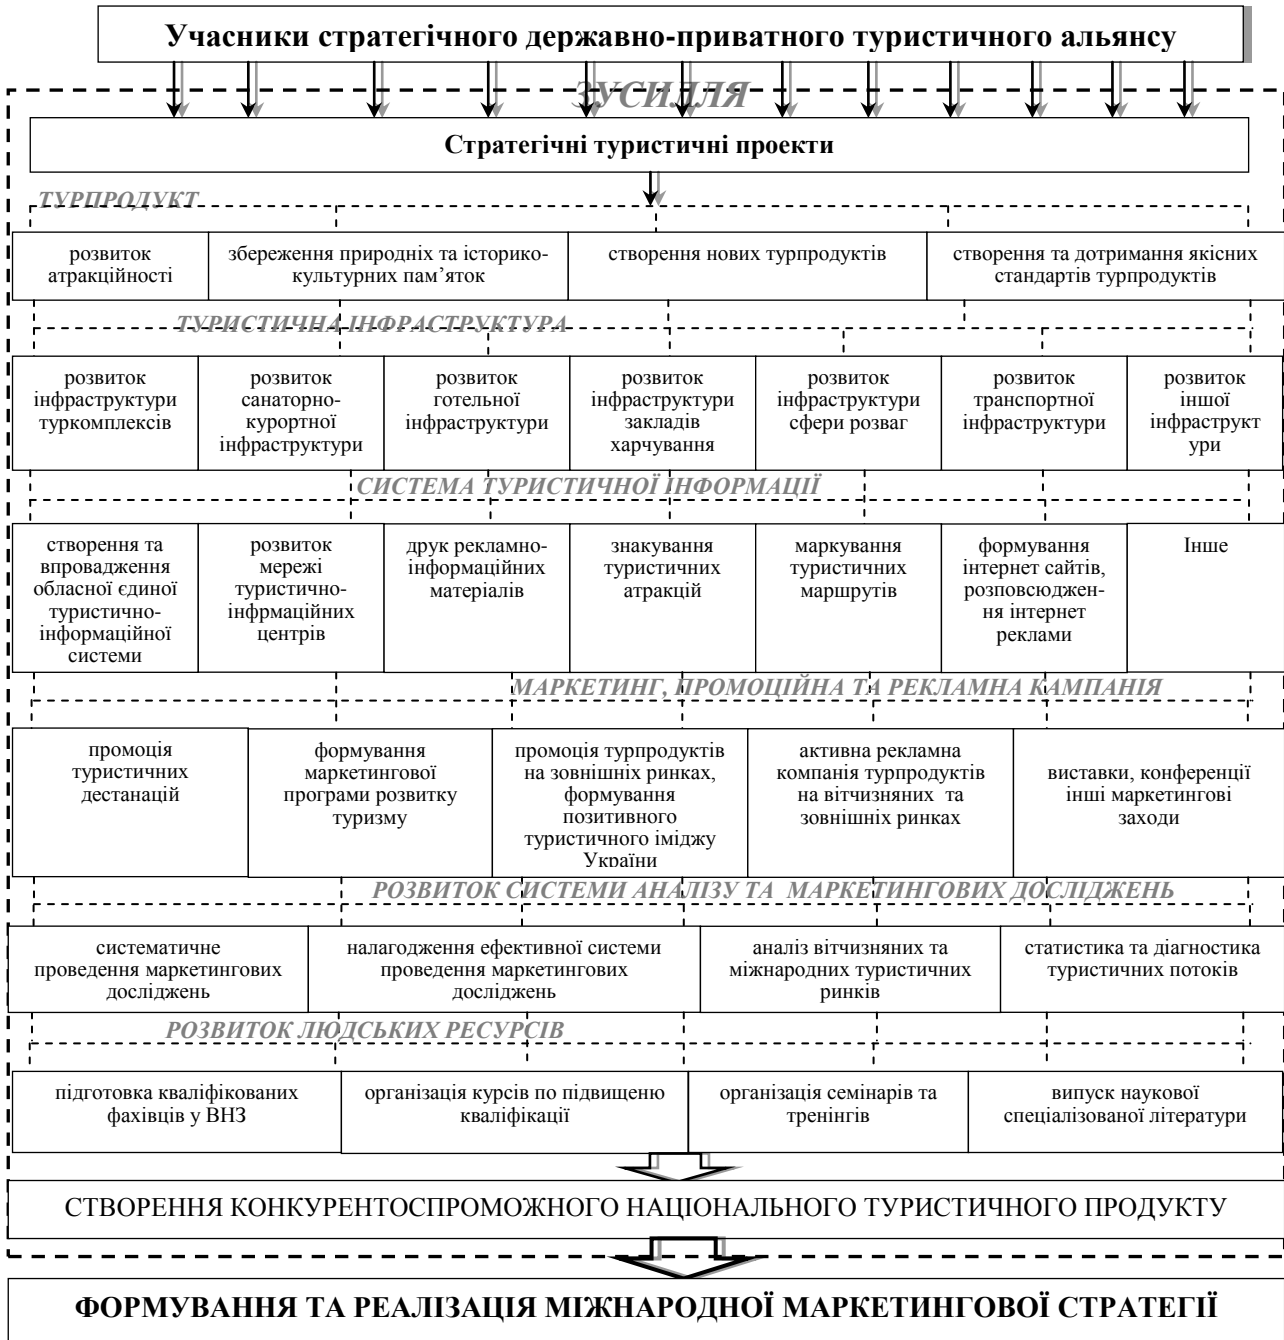 Учасники стратегічного державно-приватного туристичного альянсу
ЗУСИЛЛЯ
Стратегічні туристичні проекти
ТУРПРОДУКТ
розвиток
атракційності
збереження природніх та історико-
культурних пам’яток
створення нових турпродуктів
створення та дотримання якісних
стандартів турпродуктів
ТУРИСТИЧНА ІНФРАСТРУКТУРА
розвиток
інфраструктури
туркомплексів
розвиток
санаторно-
курортної
інфраструктури
розвиток
готельної
інфраструктури
розвиток
інфраструктури
закладів
харчування
розвиток
інфраструктури
сфери розваг
розвиток
транспортної
інфраструктури
розвиток
іншої
інфраструкт
ури
СИСТЕМА ТУРИСТИЧНОЇ ІНФОРМАЦІЇ
створення та
впровадження
обласної єдиної
туристично-
інформаційної
системи
розвиток
мережі
туристично-
інфрмаційних
центрів
друк рекламно-
інформаційних
матеріалів
знакування
туристичних
атракцій
маркування
туристичних
маршрутів
формування
інтернет сайтів,
розповсюджен-
ня інтернет
реклами
Інше
МАРКЕТИНГ, ПРОМОЦІЙНА ТА РЕКЛАМНА КАМПАНІЯ
промоція
туристичних
дестанацій
формування
маркетингової
програми розвитку
туризму
промоція турпродуктів
на зовнішніх ринках,
формування
позитивного
туристичного іміджу
України
активна рекламна
компанія турпродуктів
на вітчизняних та
зовнішніх ринках
виставки, конференції
інші маркетингові
заходи
РОЗВИТОК СИСТЕМИ АНАЛІЗУ ТА МАРКЕТИНГОВИХ ДОСЛІДЖЕНЬ
систематичне
проведення маркетингових
досліджень
налагодження ефективної системи
проведення маркетингових
досліджень
аналіз вітчизняних та
міжнародних туристичних
ринків
статистика та діагностика
туристичних потоків
РОЗВИТОК ЛЮДСЬКИХ РЕСУРСІВ
підготовка кваліфікованих
фахівців у ВНЗ
організація курсів по підвищеню
кваліфікації
організація семінарів та
тренінгів
випуск наукової
спеціалізованої літератури
СТВОРЕННЯ КОНКУРЕНТОСПРОМОЖНОГО НАЦІОНАЛЬНОГО ТУРИСТИЧНОГО ПРОДУКТУ
ФОРМУВАННЯ ТА РЕАЛІЗАЦІЯ МІЖНАРОДНОЇ МАРКЕТИНГОВОЇ СТРАТЕГІЇ